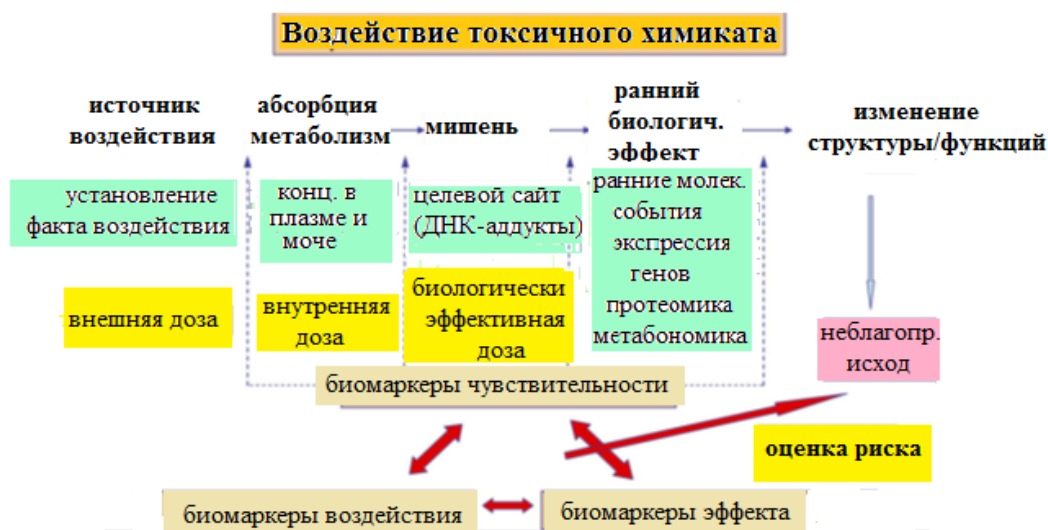 Воздействие токсичного химиката
источник
воздействия
абсорбция
метаболизм
мишень
ранний
биологич.
эффект
изменение
структуры/функций
установление
факта воздействия
конц. в
плазме и
моче
целевой сайт
(ДНК-аддукты)
ранние молек.
события
экспрессия
генов
протеомика
метабономика
внешняя доза
внутренняя
доза
биологически
эффективная
доза
неблагопр.
исход
биомаркеры чувствительности
оценка риска
биомаркеры воздействия
биомаркеры эффекта